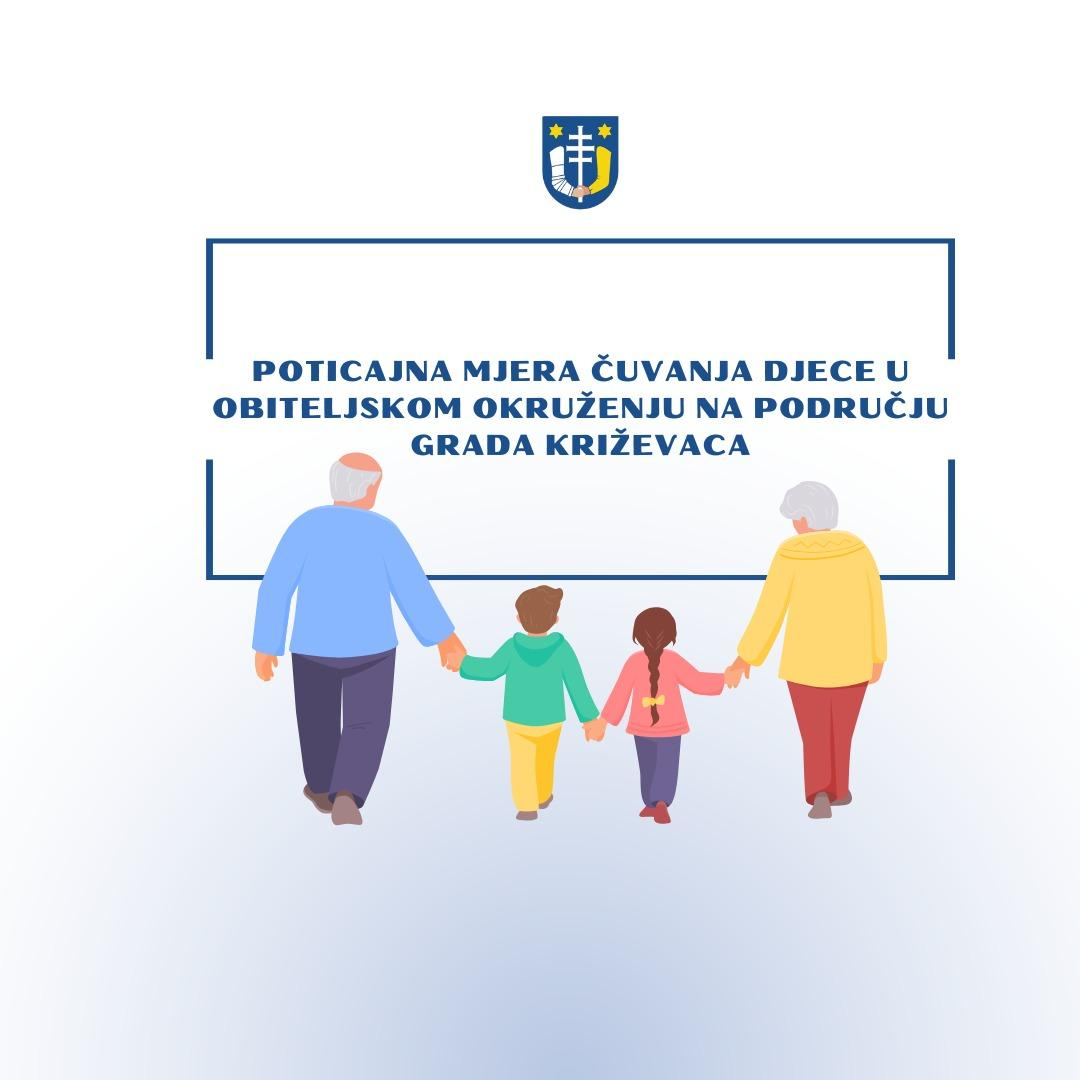 POTICAJNA MJERA ČUVANJA DJECE U
OBITELJSKOM OKRUŽENJU NA PODRUČJU
GRADA KRIŽEVACA